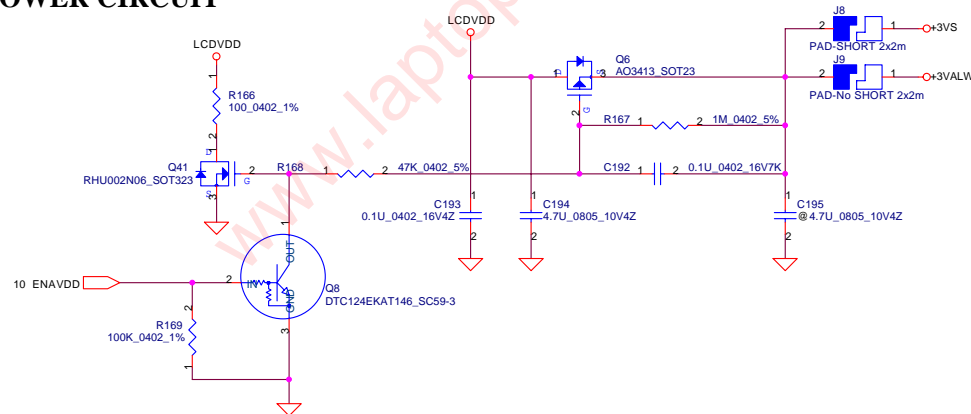 OWER CIRCUIT
LCDVDD
1
R166
100_0402_1%
2
D
1
Q41
RHU002N06_SOT323
2
G
S
3
R168
1
2
47K_0402_5%
LCDVDD
1
D
Q6
AO3413_SOT23
S
3
2
G
R167
1
2
1M_0402_5%
C192
1
2
0.1U_0402_16V7K
J8
2
1
+3VS
PAD-SHORT 2x2m
J9
2
1
+3VALW
PAD-No SHORT 2x2m
1
C193
0.1U_0402_16V4Z
2
1
C194
4.7U_0805_10V4Z
2
1
C195
@4.7U_0805_10V4Z
2
1
OUT
10 ENAVDD
2
IN
GND
Q8
DTC124EKAT146_SC59-3
3
2
R169
100K_0402_1%
1
www.laptop